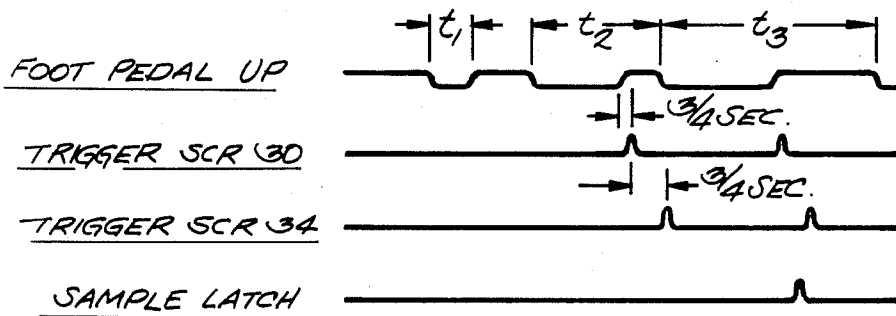 t1 t2 t3
FOOT PEDAL UP
3/4 SEC.
TRIGGER SCR 30
3/4 SEC.
TRIGGER SCR 34
SAMPLE LATCH